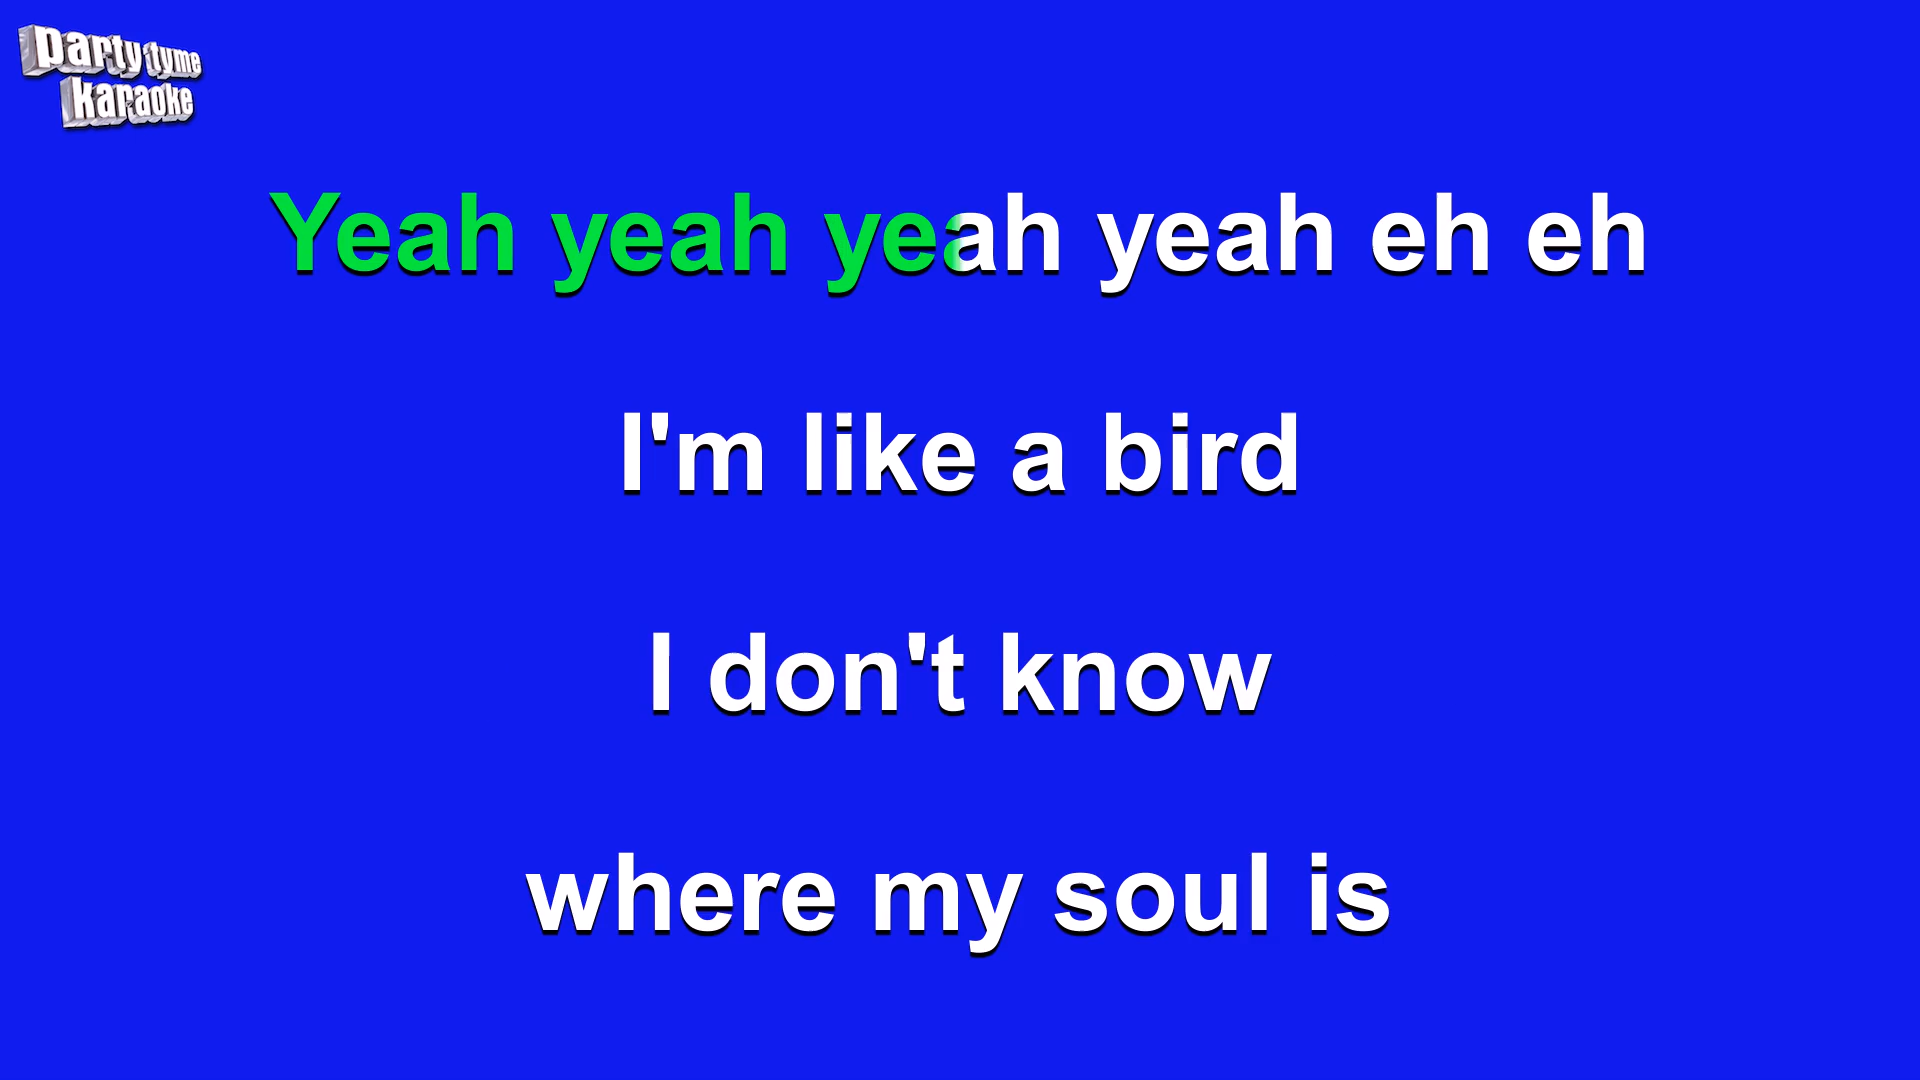 party tyme
karaoke
Yeah yeah yeah yeah eh eh
I'm like a bird
I don't know
where my soul is